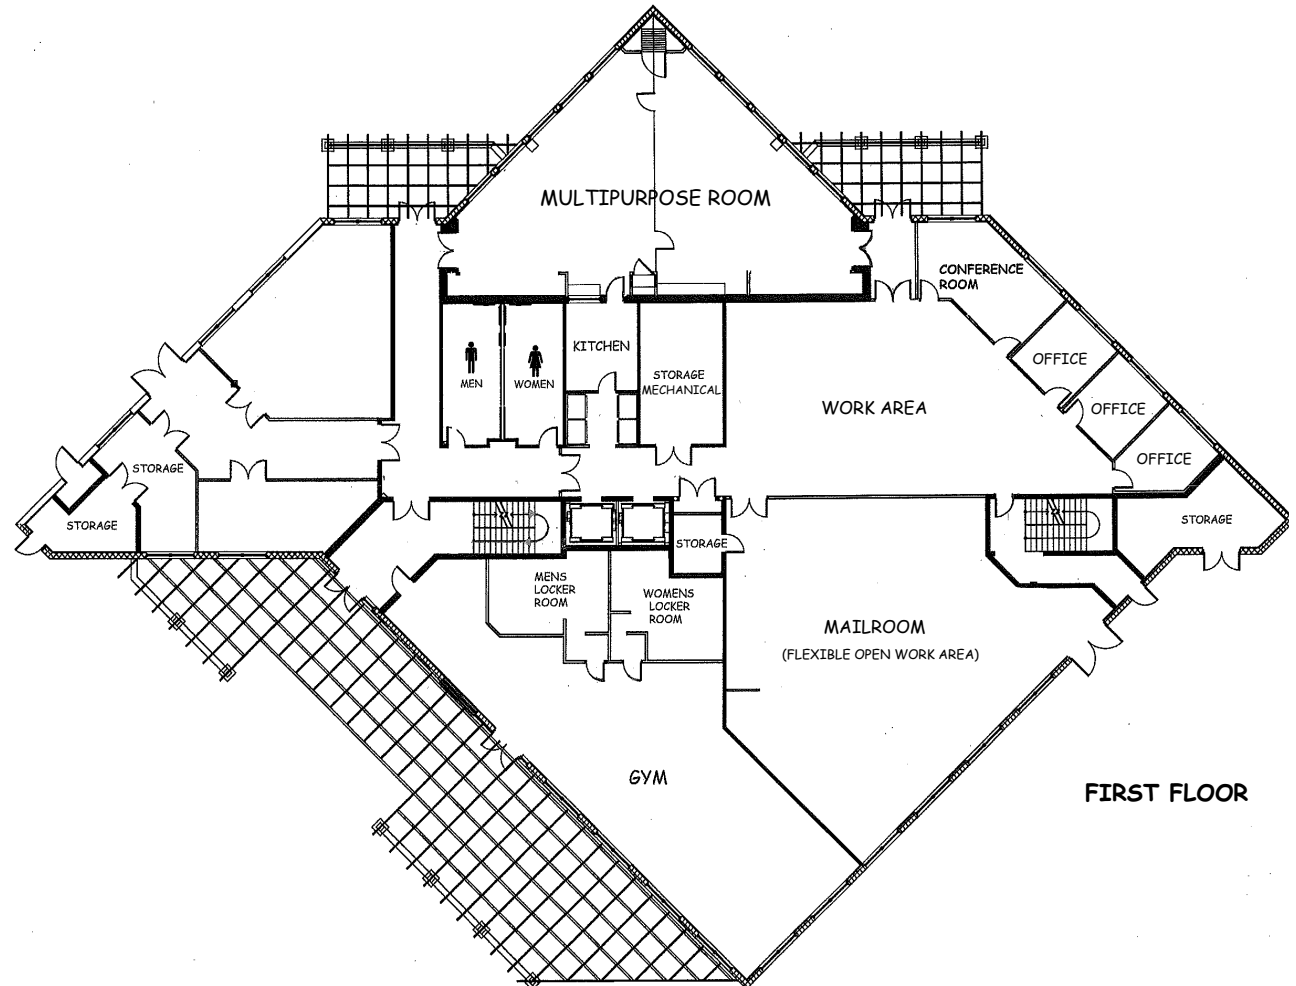 MULTIPURPOSE ROOM
CONFERENCE
ROOM
KITCHEN
OFFICE
MEN
WOMEN
STORAGE
MECHANICAL
WORK AREA
OFFICE
OFFICE
STORAGE
STORAGE
STORAGE
STORAGE
MENS
LOCKER
ROOM
WOMENS
LOCKER
ROOM
MAILROOM
(FLEXIBLE OPEN WORK AREA)
GYM
FIRST FLOOR